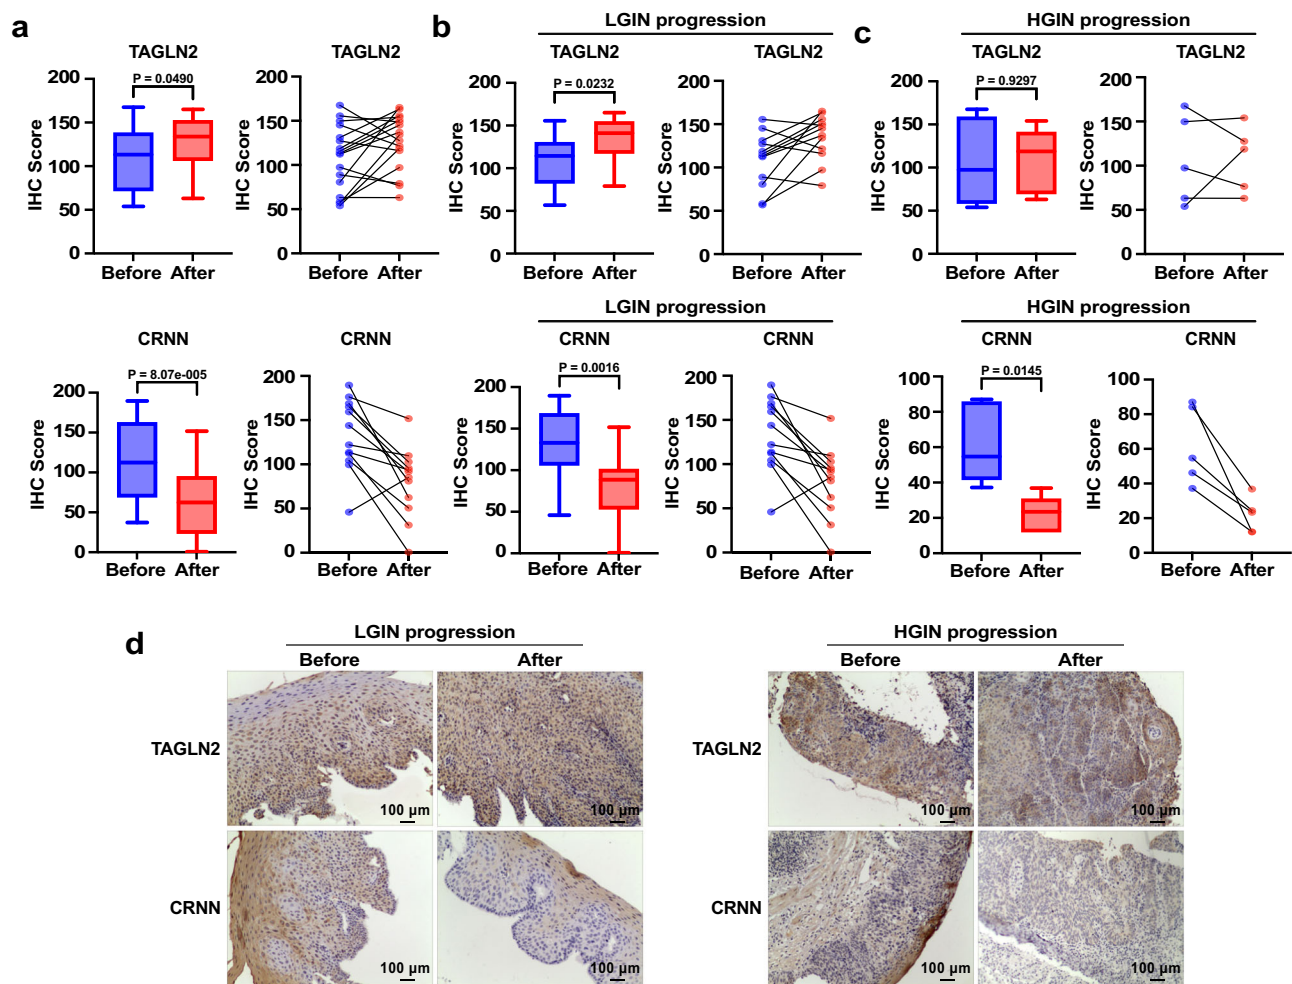 a
TAGLN2
P = 0.0490
IHC Score
200
150
100
50
0
Before After
TAGLN2
IHC Score
200
150
100
50
0
Before After
CRNN
P = 8.07e-005
IHC Score
200
150
100
50
0
Before After
CRNN
IHC Score
200
150
100
50
0
Before After
b
LGIN progression
TAGLN2
P = 0.0232
IHC Score
200
150
100
50
0
Before After
TAGLN2
IHC Score
200
150
100
50
0
Before After
LGIN progression
CRNN
P = 0.0016
IHC Score
200
150
100
50
0
Before After
CRNN
IHC Score
200
150
100
50
0
Before After
c
HGIN progression
TAGLN2
P = 0.9297
IHC Score
200
150
100
50
0
Before After
TAGLN2
IHC Score
200
150
100
50
0
Before After
HGIN progression
CRNN
P = 0.0145
IHC Score
100
80
60
40
20
0
Before After
CRNN
IHC Score
100
80
60
40
20
0
Before After
d
LGIN progression
Before After
TAGLN2
100 µm
100 µm
CRNN
100 µm
100 µm
HGIN progression
Before After
TAGLN2
100 µm
100 µm
CRNN
100 µm
100 µm